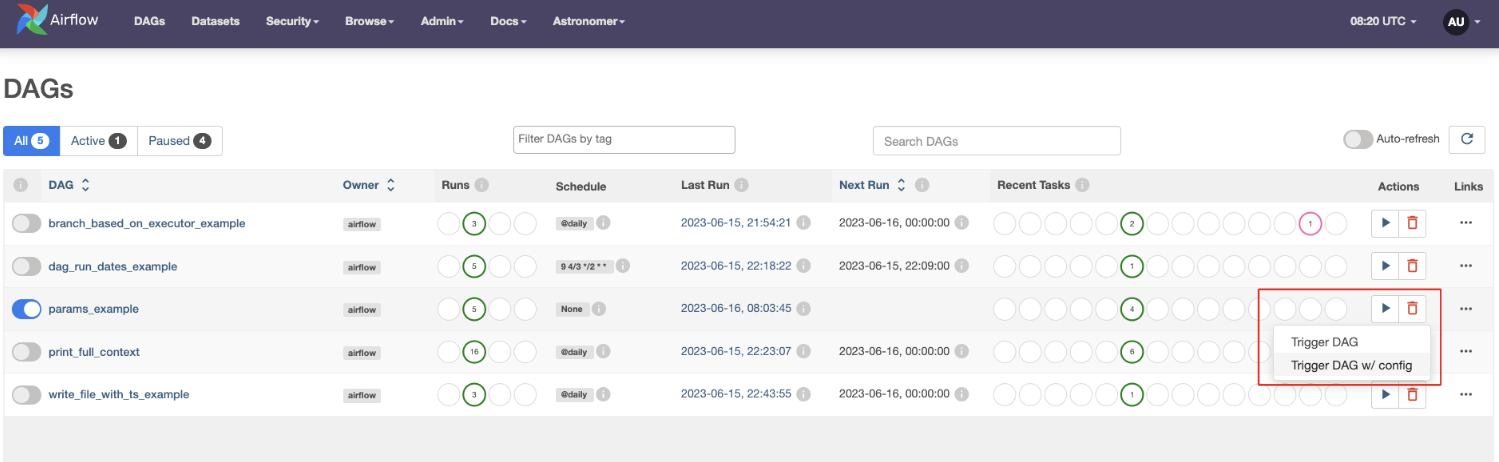 Airflow DAGs Datasets Security Browse Admin Docs Astronomer 08:20 UTC AU
DAGs
All 5 Active 1 Paused 4 Filter DAGs by tag Search DAGs Auto-refresh
i DAG Owner Runs i Schedule Last Run i Next Run i Recent Tasks i Actions Links
branch_based_on_executor_example airflow 3 @daily i 2023-06-15, 21:54:21 i 2023-06-16, 00:00:00 i 2 1 ...
dag_run_dates_example airflow 5 9 4/3 */2 * * i 2023-06-15, 22:18:22 i 2023-06-15, 22:09:00 i 1 ...
params_example airflow 5 None i 2023-06-16, 08:03:45 i 4 ...
Trigger DAG
print_full_context airflow 16 @daily i 2023-06-15, 22:23:07 i 2023-06-16, 00:00:00 i 6 ...
Trigger DAG w/ config
write_file_with_ts_example airflow 3 @daily i 2023-06-15, 22:43:55 i 2023-06-16, 00:00:00 i 1 ...